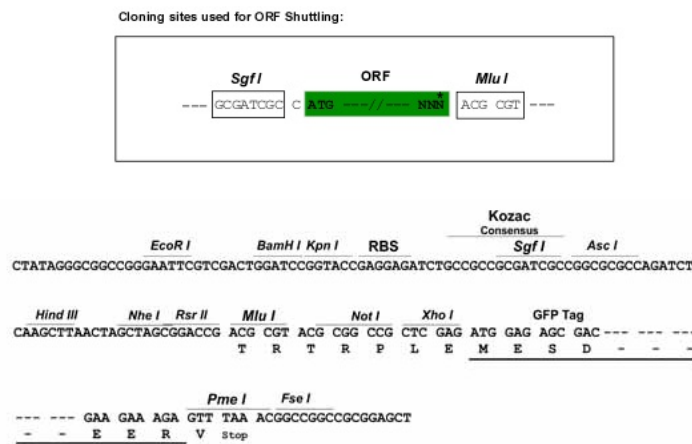 Cloning sites used for ORF Shuttling:
Sgf I ORF Mlu I
--- GCGATCGC C ATG ---//--- NNN* ACG CGT ---
Kozac
Consensus
EcoR I BamH I Kpn I RBS Sgf I Asc I
CTATAGGGCGGCCGGGAATTCGTCGACTGGATCCGGTACCGAGGAGATCTGCCGCCGCGATCGCCGGCGCGCCAGATCT
Hind III Nhe I Rsr II Mlu I Not I Xho I GFP Tag
CAAGCTTAACTAGCTAGCGGACCG ACG CGT ACG CGG CCG CTC GAG ATG GAG AGC GAC--- --- ---
T R T R P L E M E S D - - -
Pme I Fse I
--- --- GAA GAA AGA GTT TAA ACGGCCGGCCGCGGAGCT
- - E E R V Stop